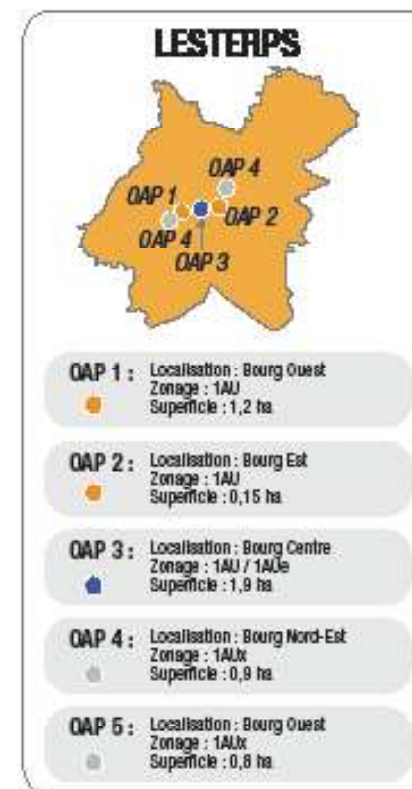 LESTERPS
OAP 4
OAP 1
OAP 2
OAP 4
OAP 3
OAP 1 : Localisation : Bourg Ouest
Zonage : 1AU
Superficie : 1,2 ha
OAP 2 : Localisation : Bourg Est
Zonage : 1AU
Superficie : 0,15 ha
OAP 3 : Localisation : Bourg Centre
Zonage : 1AU / 1AUe
Superficie : 1,9 ha
OAP 4 : Localisation : Bourg Nord-Est
Zonage : 1AUx
Superficie : 0,9 ha
OAP 5 : Localisation : Bourg Ouest
Zonage : 1AUx
Superficie : 0,8 ha